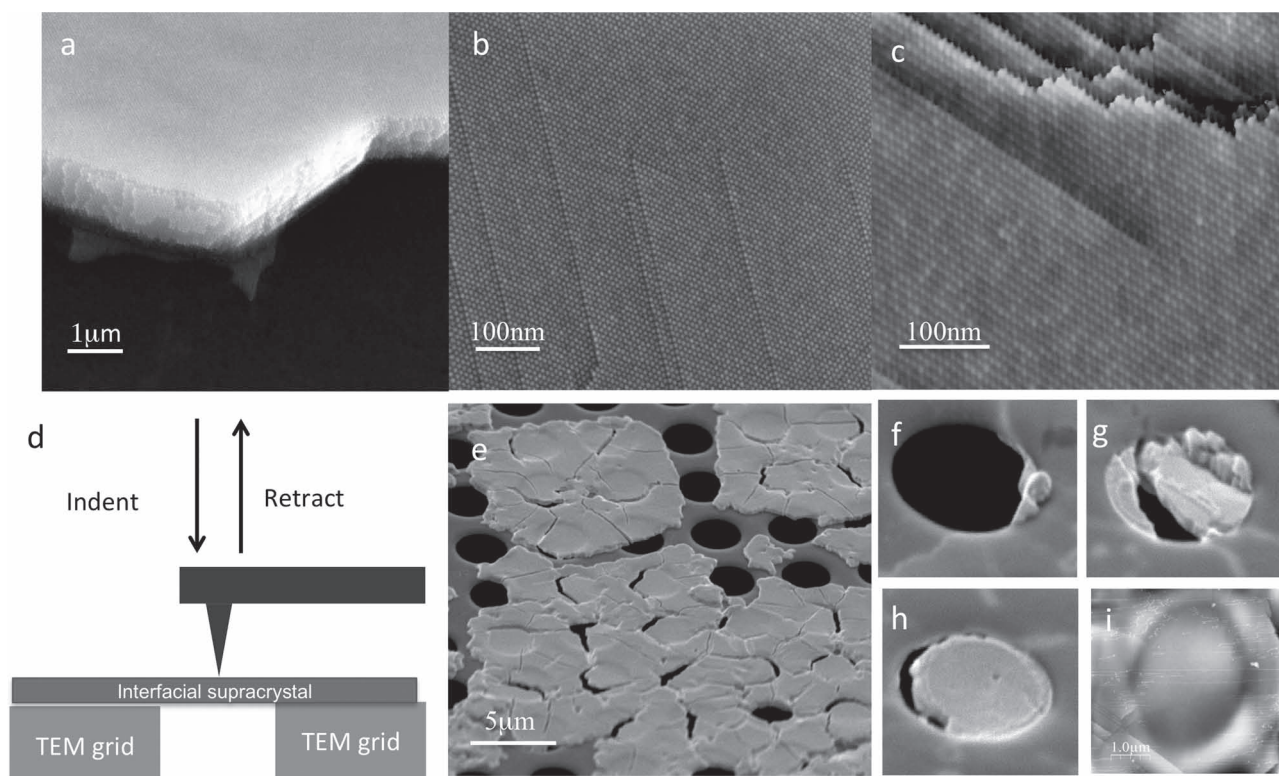 a
1µm
b
100nm
c
100nm
d
Indent
Retract
Interfacial supracrystal
TEM grid
TEM grid
e
5µm
f
g
h
i
1.0µm